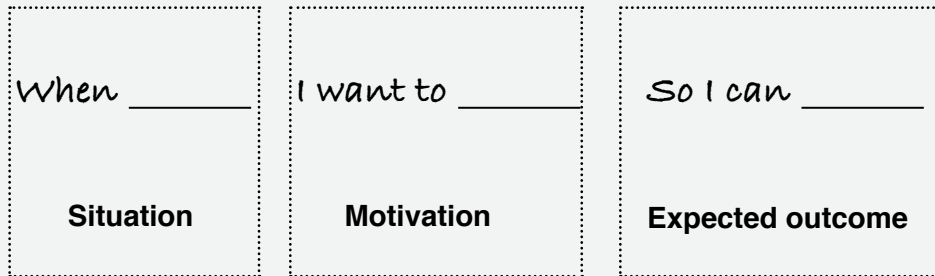 When ______ I want to ______ So I can ______
Situation Motivation Expected outcome